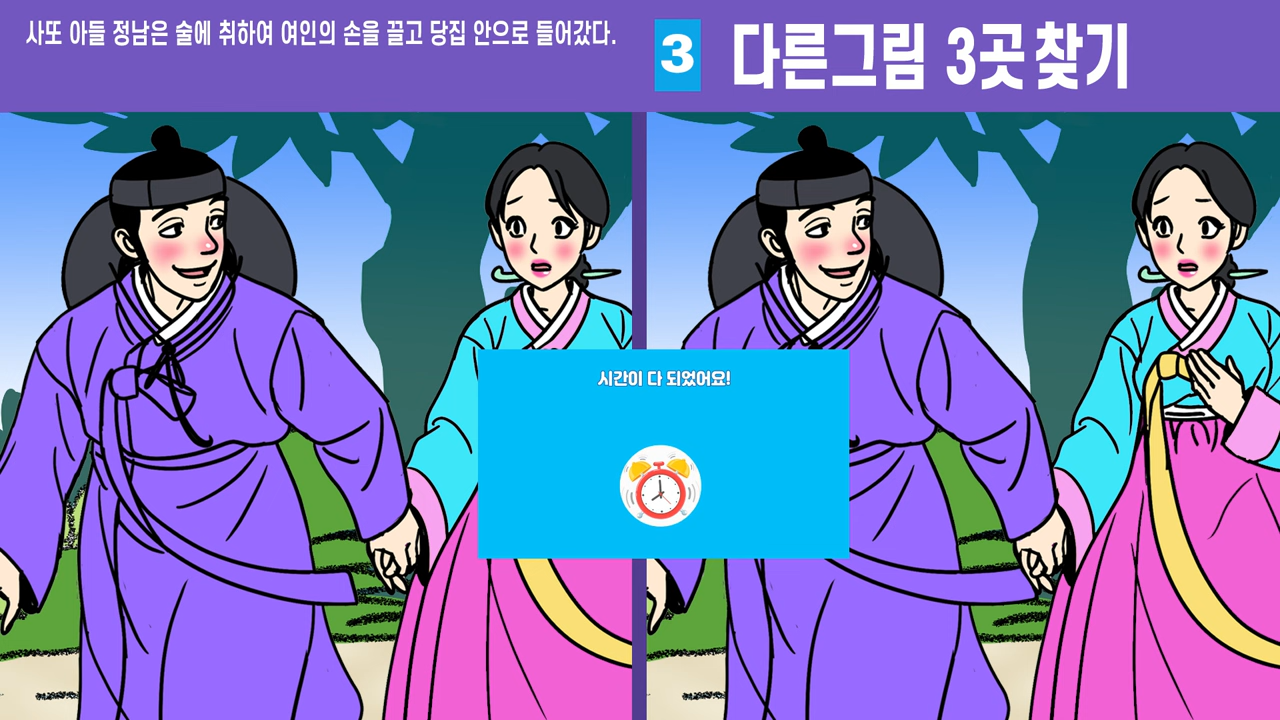 사또 아들 정남은 술에 취하여 여인의 손을 끌고 당집 안으로 들어갔다.
3 다른그림 3곳 찾기
시간이 다 되었어요!